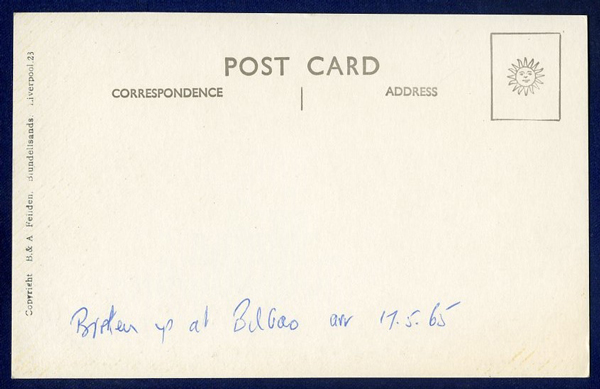 POST CARD
CORRESPONDENCE
ADDRESS
Copyright B.& A Feilden. Blundellsands. Liverpool.23
Broken up at Bilbao arr 17.5.65